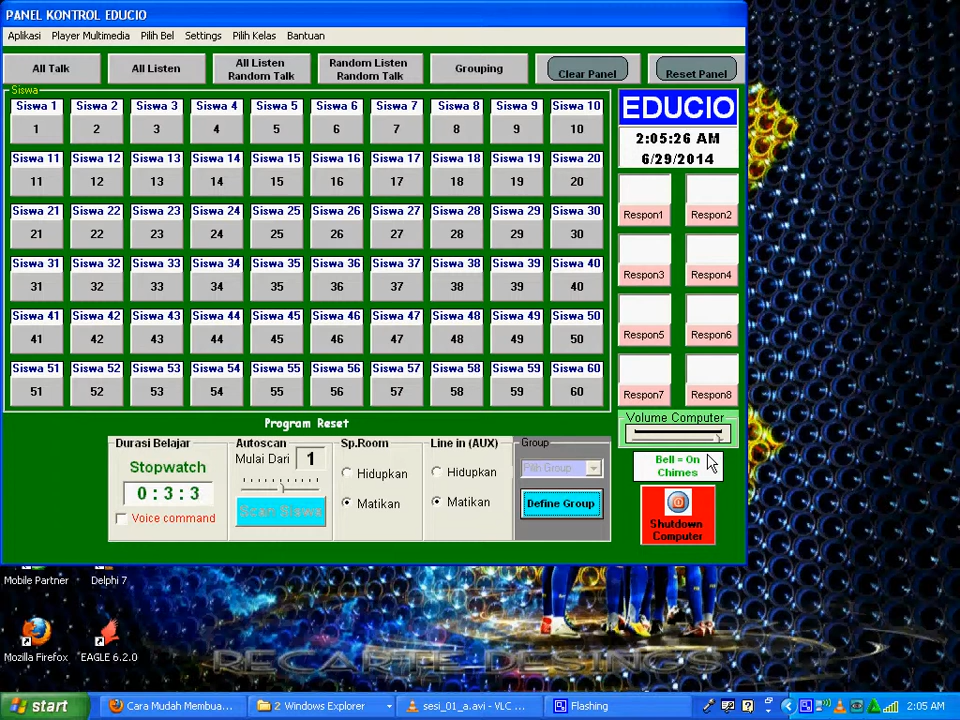 PANEL KONTROL EDUCIO
Aplikasi Player Multimedia Pilih Bel Settings Pilih Kelas Bantuan
All Talk
All Listen
All Listen
Random Talk
Random Listen
Random Talk
Grouping
Clear Panel
Reset Panel
Siswa
Siswa 1 Siswa 2 Siswa 3 Siswa 4 Siswa 5 Siswa 6 Siswa 7 Siswa 8 Siswa 9 Siswa 10
1 2 3 4 5 6 7 8 9 10
Siswa 11 Siswa 12 Siswa 13 Siswa 14 Siswa 15 Siswa 16 Siswa 17 Siswa 18 Siswa 19 Siswa 20
11 12 13 14 15 16 17 18 19 20
Siswa 21 Siswa 22 Siswa 23 Siswa 24 Siswa 25 Siswa 26 Siswa 27 Siswa 28 Siswa 29 Siswa 30
21 22 23 24 25 26 27 28 29 30
Siswa 31 Siswa 32 Siswa 33 Siswa 34 Siswa 35 Siswa 36 Siswa 37 Siswa 38 Siswa 39 Siswa 40
31 32 33 34 35 36 37 38 39 40
Siswa 41 Siswa 42 Siswa 43 Siswa 44 Siswa 45 Siswa 46 Siswa 47 Siswa 48 Siswa 49 Siswa 50
41 42 43 44 45 46 47 48 49 50
Siswa 51 Siswa 52 Siswa 53 Siswa 54 Siswa 55 Siswa 56 Siswa 57 Siswa 58 Siswa 59 Siswa 60
51 52 53 54 55 56 57 58 59 60
EDUCIO
2:05:26 AM
6/29/2014
Respon1 Respon2
Respon3 Respon4
Respon5 Respon6
Respon7 Respon8
Volume Computer
Bell = On
Chimes
Shutdown
Computer
Program Reset
Durasi Belajar
Stopwatch
0 : 3 : 3
Voice command
Autoscan
Mulai Dari 1
Scan Siswa
Sp.Room
Hidupkan
Matikan
Line in (AUX)
Hidupkan
Matikan
Group
Pilih Group
Define Group
Mobile Partner
Delphi 7
Mozilla Firefox
EAGLE 6.2.0
RECARTE DESINGS
start
Cara Mudah Membua...
2 Windows Explorer
sesi_01_a.avi - VLC ...
Flashing
2:05 AM